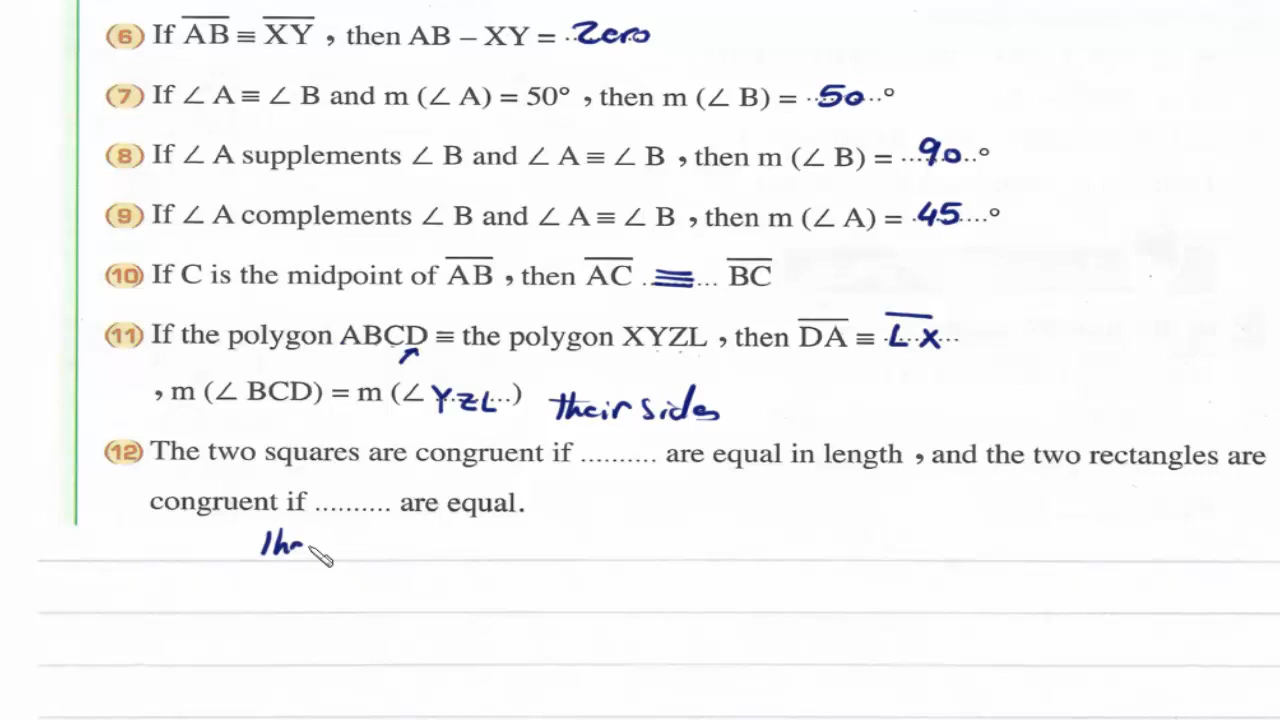 (6) If AB ≡ XY , then AB – XY = Zero
(7) If ∠ A ≡ ∠ B and m (∠ A) = 50° , then m (∠ B) = ...50...°
(8) If ∠ A supplements ∠ B and ∠ A ≡ ∠ B , then m (∠ B) = ...90...°
(9) If ∠ A complements ∠ B and ∠ A ≡ ∠ B , then m (∠ A) = .45....°
(10) If C is the midpoint of AB , then AC .≡... BC
(11) If the polygon ABCD ≡ the polygon XYZL , then DA ≡ LX
, m (∠ BCD) = m (∠ YZL...) their sides
(12) The two squares are congruent if .......... are equal in length , and the two rectangles are
congruent if .......... are equal.